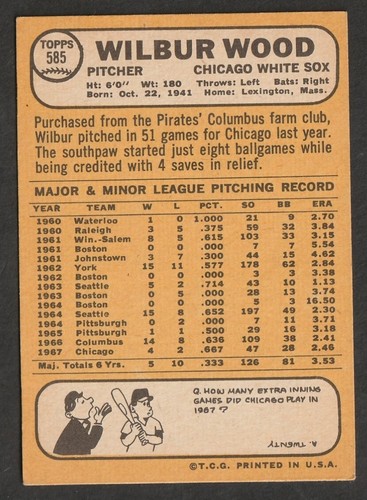 TOPPS
585
WILBUR WOOD
PITCHER CHICAGO WHITE SOX
Ht: 6'0" Wt: 180 Throws: Left Bats: Right
Born: Oct. 22, 1941 Home: Lexington, Mass.
Purchased from the Pirates' Columbus farm club,
Wilbur pitched in 51 games for Chicago last year.
The southpaw started just eight ballgames while
being credited with 4 saves in relief.
MAJOR & MINOR LEAGUE PITCHING RECORD
YEAR TEAM W L PCT. SO BB ERA
1960 Waterloo 1 0 1.000 21 9 2.70
1960 Raleigh 3 5 .375 59 32 3.84
1961 Win.-Salem 8 5 .615 103 33 3.15
1961 Boston 0 0 .000 7 7 5.54
1961 Johnstown 3 7 .300 44 15 4.62
1962 York 15 11 .577 178 62 2.84
1962 Boston 0 0 .000 3 3 3.38
1963 Seattle 5 2 .714 43 10 1.13
1963 Boston 0 5 .000 28 13 3.74
1964 Boston 0 0 .000 5 3 16.50
1964 Seattle 15 8 .652 197 49 2.30
1964 Pittsburgh 0 2 .000 7 11 3.71
1965 Pittsburgh 1 1 .500 29 16 3.18
1966 Columbus 14 8 .636 109 38 2.41
1967 Chicago 4 2 .667 47 28 2.46
Maj. Totals 6 Yrs. 5 10 .333 126 81 3.53
Q. HOW MANY EXTRA INNING
GAMES DID CHICAGO PLAY IN
1967?
A. TWENTY
©T.C.G. PRINTED IN U.S.A.